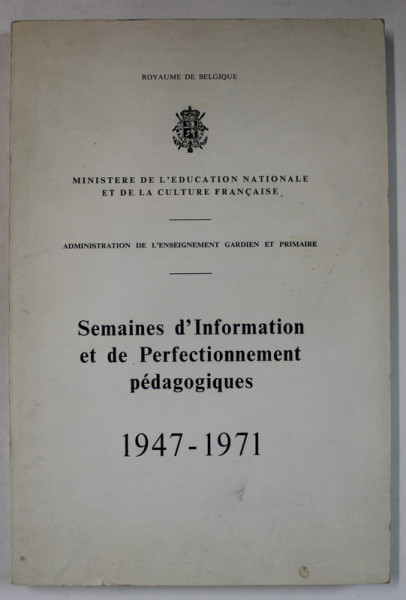 ROYAUME DE BELGIQUE
MINISTERE DE L'EDUCATION NATIONALE
ET DE LA CULTURE FRANÇAISE
ADMINISTRATION DE L'ENSEIGNEMENT GARDIEN ET PRIMAIRE
Semaines d'Information
et de Perfectionnement
pédagogiques
1947-1971